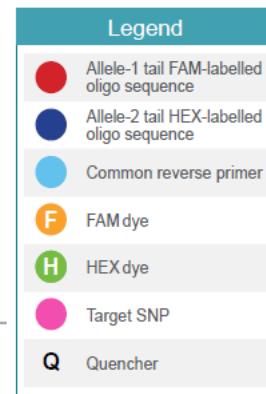 Legend
Allele-1 tail FAM-labelled
oligo sequence
Allele-2 tail HEX-labelled
oligo sequence
Common reverse primer
F FAM dye
H HEX dye
Target SNP
Q Quencher